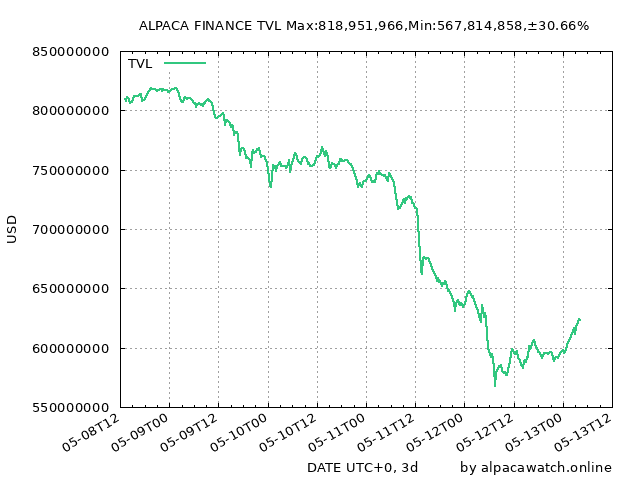 ALPACA FINANCE TVL Max:818,951,966,Min:567,814,858,±30.66%
TVL
850000000
800000000
750000000
700000000
650000000
600000000
550000000
USD
05-08T12
05-09T00
05-09T12
05-10T00
05-10T12
05-11T00
05-11T12
05-12T00
05-12T12
05-13T00
05-13T12
DATE UTC+0, 3d by alpacawatch.online